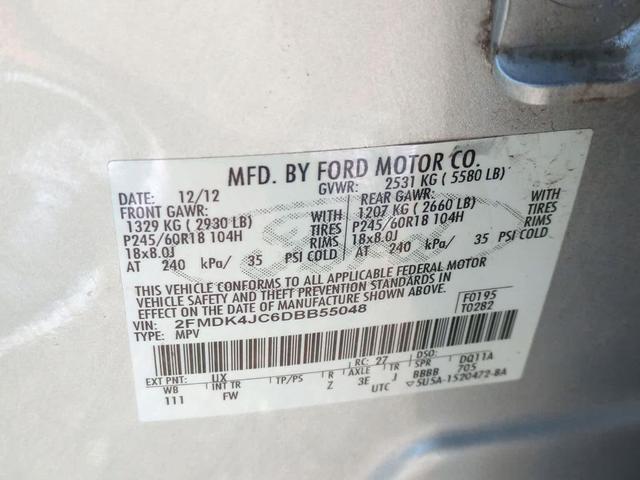 MFD. BY FORD MOTOR CO.
DATE: 12/12 GVWR: 2531 KG ( 5580 LB)
FRONT GAWR: REAR GAWR:
1329 KG ( 2930 LB) WITH 1207 KG ( 2660 LB) WITH
P245/60R18 104H TIRES P245/60R18 104H TIRES
18x8.0J RIMS 18x8.0J RIMS
AT 240 kPa/ 35 PSI COLD AT 240 kPa/ 35 PSI COLD
THIS VEHICLE CONFORMS TO ALL APPLICABLE FEDERAL MOTOR
VEHICLE SAFETY AND THEFT PREVENTION STANDARDS IN
EFFECT ON THE DATE OF MANUFACTURE SHOWN ABOVE.
VIN: 2FMDK4JC6DBB55048 F0195
TYPE: MPV T0282
EXT PNT: UX RC: 27 DSO: DQ11A
WB INT TR TP/PS R AXLE TR SPR BBBB 705
111 FW Z 3E J UTC 5USA-1520472-BA